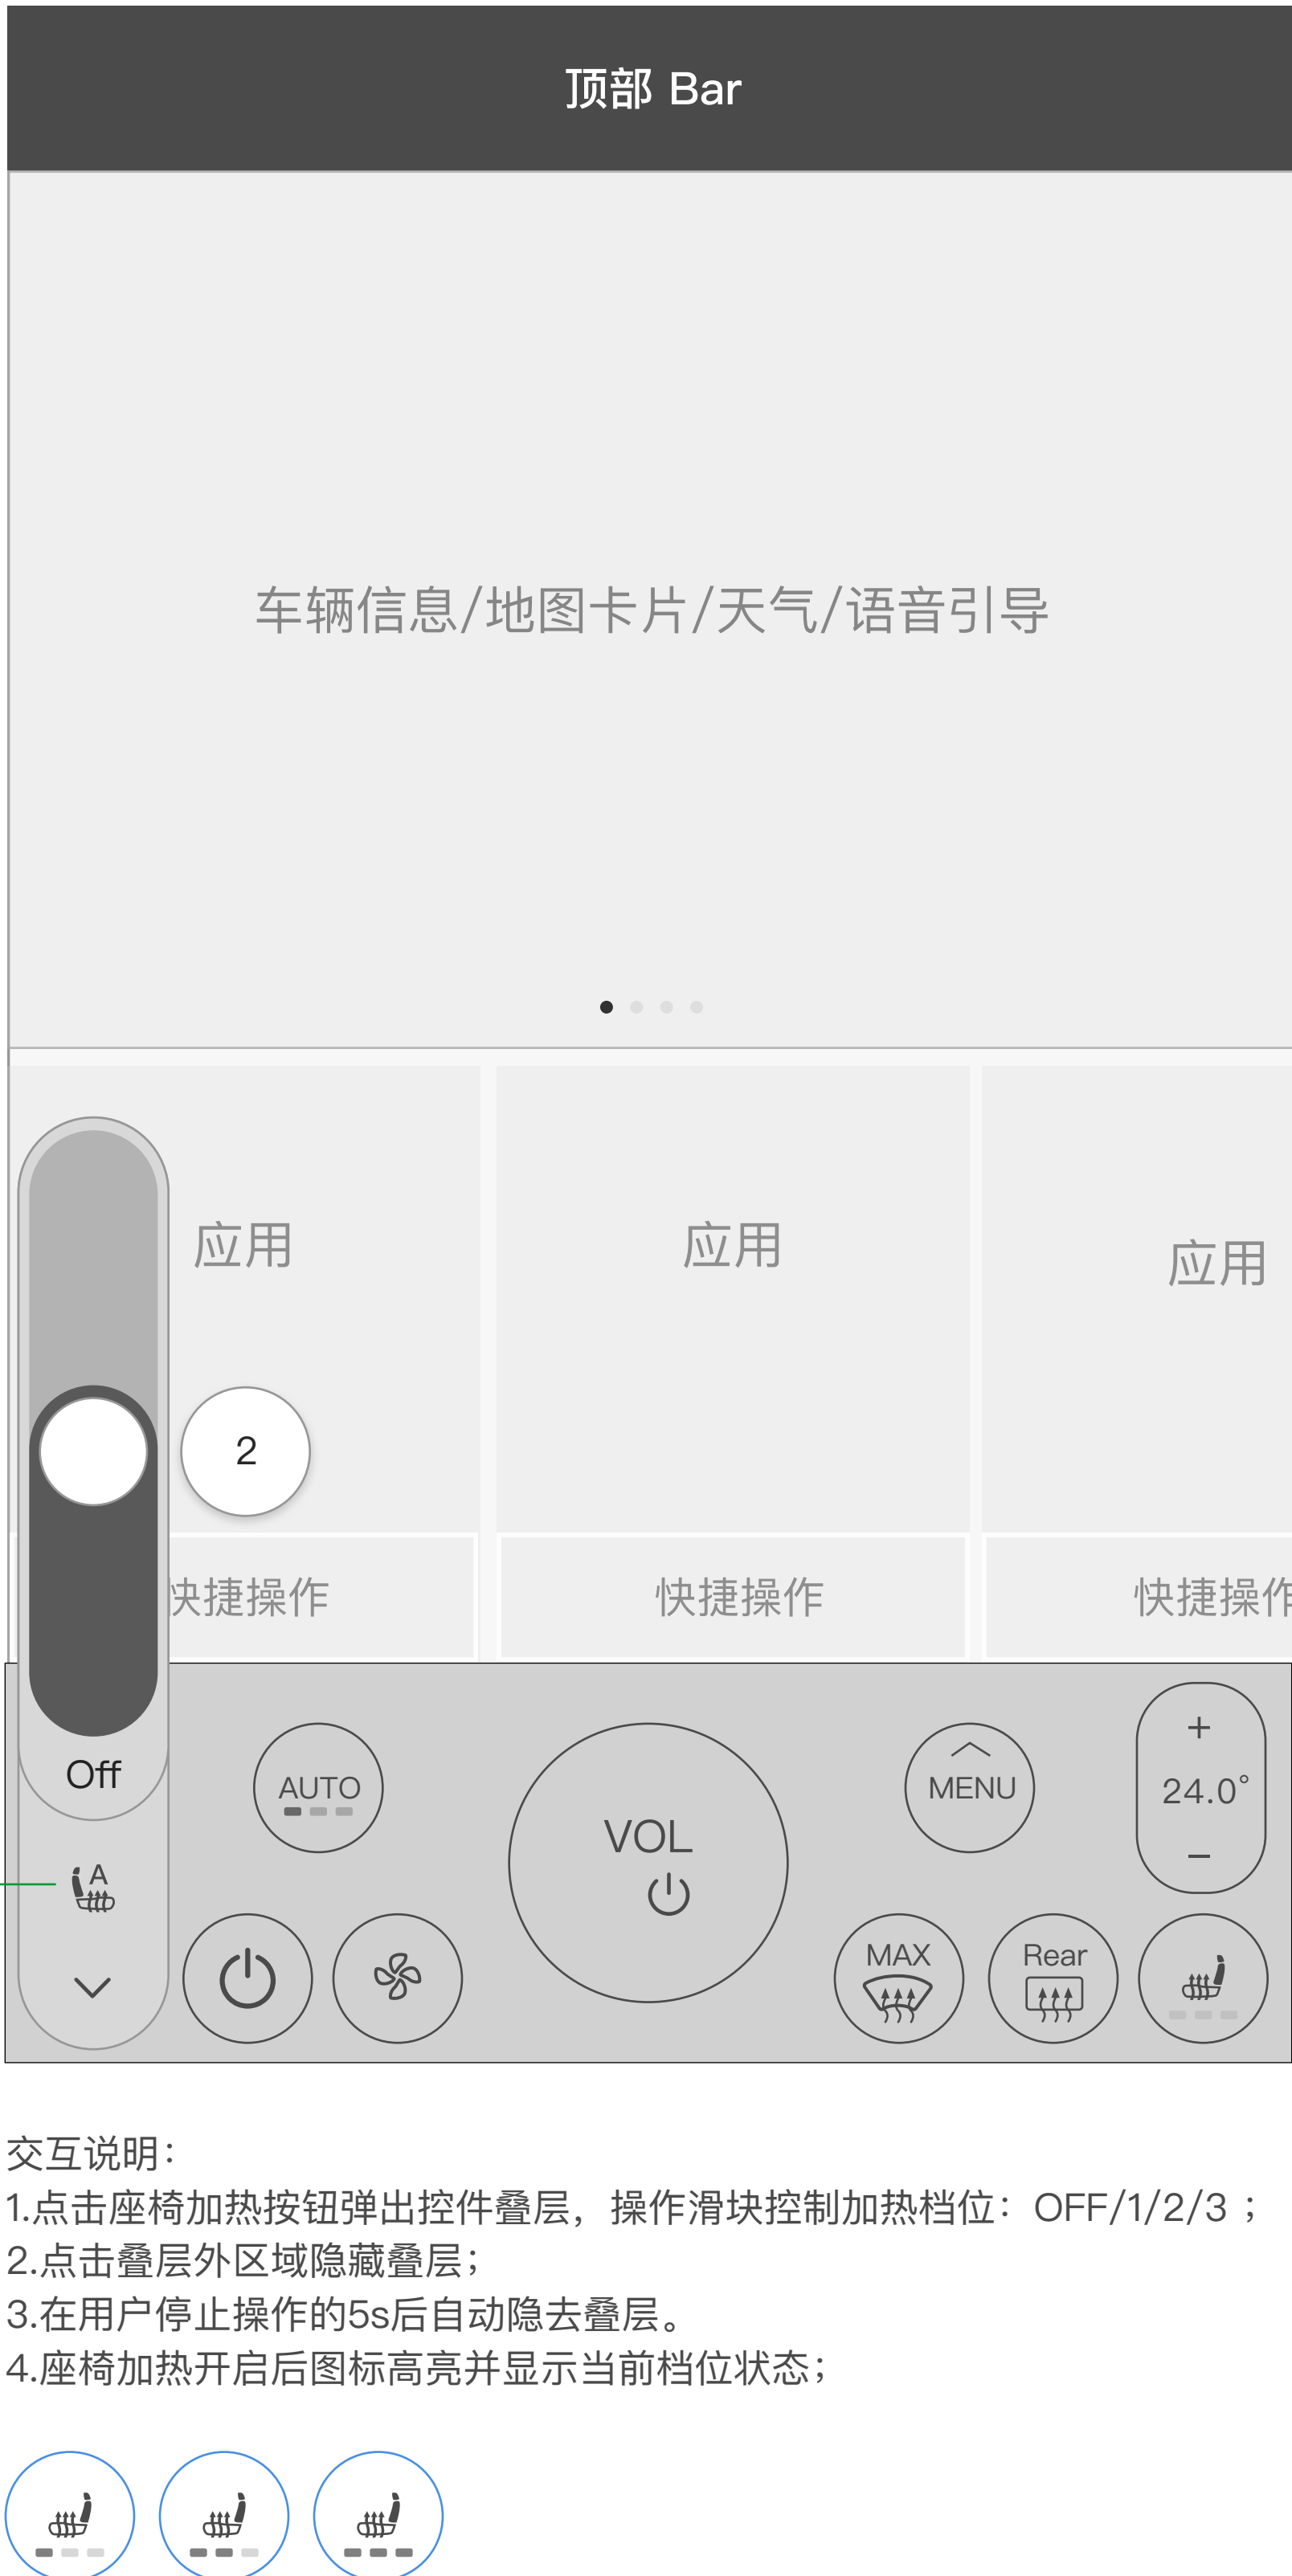 顶部 Bar
车辆信息/地图卡片/天气/语音引导
应用
应用
应用
2
快捷操作
快捷操作
快捷操作
Off
AUTO
VOL
MENU
+
24.0°
−
A
MAX
Rear
交互说明：
1.点击座椅加热按钮弹出控件叠层，操作滑块控制加热档位：OFF/1/2/3；
2.点击叠层外区域隐藏叠层；
3.在用户停止操作的5s后自动隐去叠层。
4.座椅加热开启后图标高亮并显示当前档位状态；